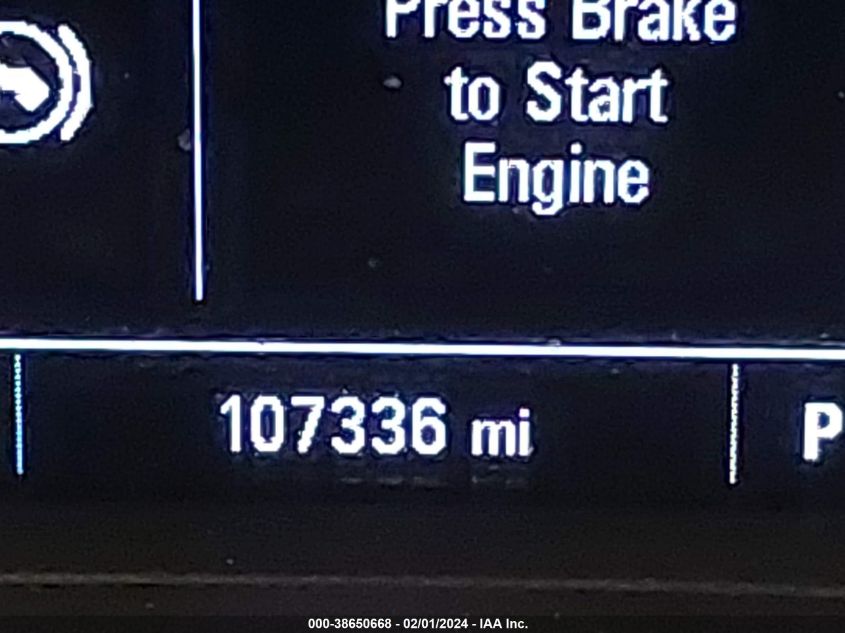 Press Brake
to Start
Engine
107336 mi
P
000-38650668 - 02/01/2024 - IAA Inc.